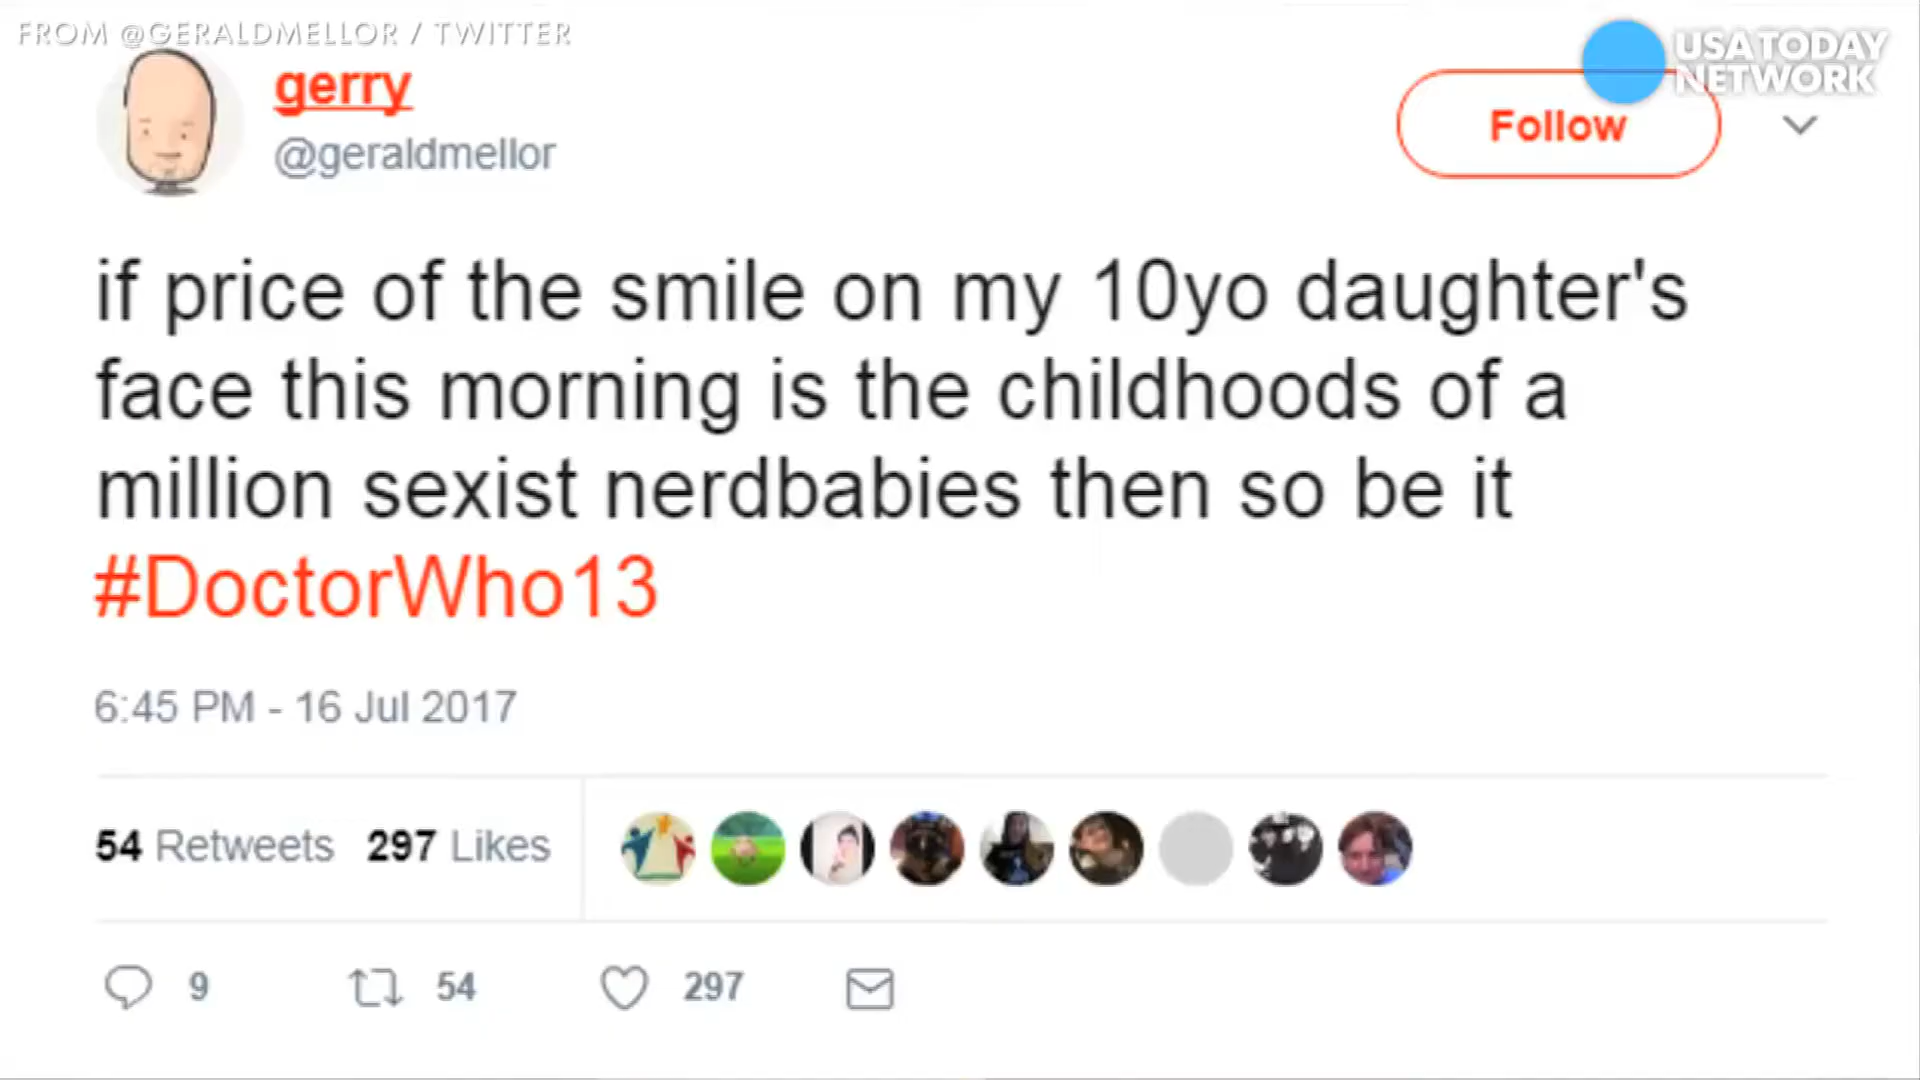 FROM @GERALDMELLOR / TWITTER
USA TODAY
NETWORK
gerry
@geraldmellor
Follow
if price of the smile on my 10yo daughter's
face this morning is the childhoods of a
million sexist nerdbabies then so be it
#DoctorWho13
6:45 PM - 16 Jul 2017
54 Retweets 297 Likes
9 54 297